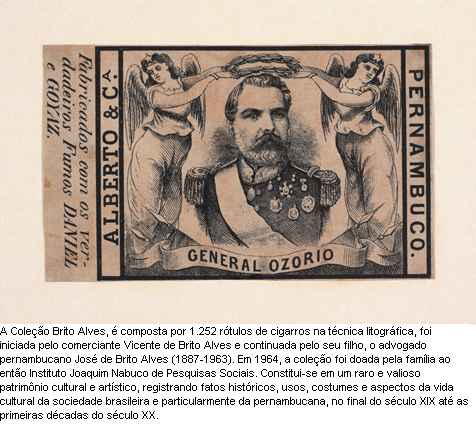 Fabricados com os ver-
dadeiros Fumos DANIEL
e GOYAZ.
ALBERTO & Cᴬ.
PERNAMBUCO.
GENERAL OZORIO
A Coleção Brito Alves, é composta por 1.252 rótulos de cigarros na técnica litográfica, foi
iniciada pelo comerciante Vicente de Brito Alves e continuada pelo seu filho, o advogado
pernambucano José de Brito Alves (1887-1963). Em 1964, a coleção foi doada pela família ao
então Instituto Joaquim Nabuco de Pesquisas Sociais. Constitui-se em um raro e valioso
patrimônio cultural e artístico, registrando fatos históricos, usos, costumes e aspectos da vida
cultural da sociedade brasileira e particularmente da pernambucana, no final do século XIX até as
primeiras décadas do século XX.